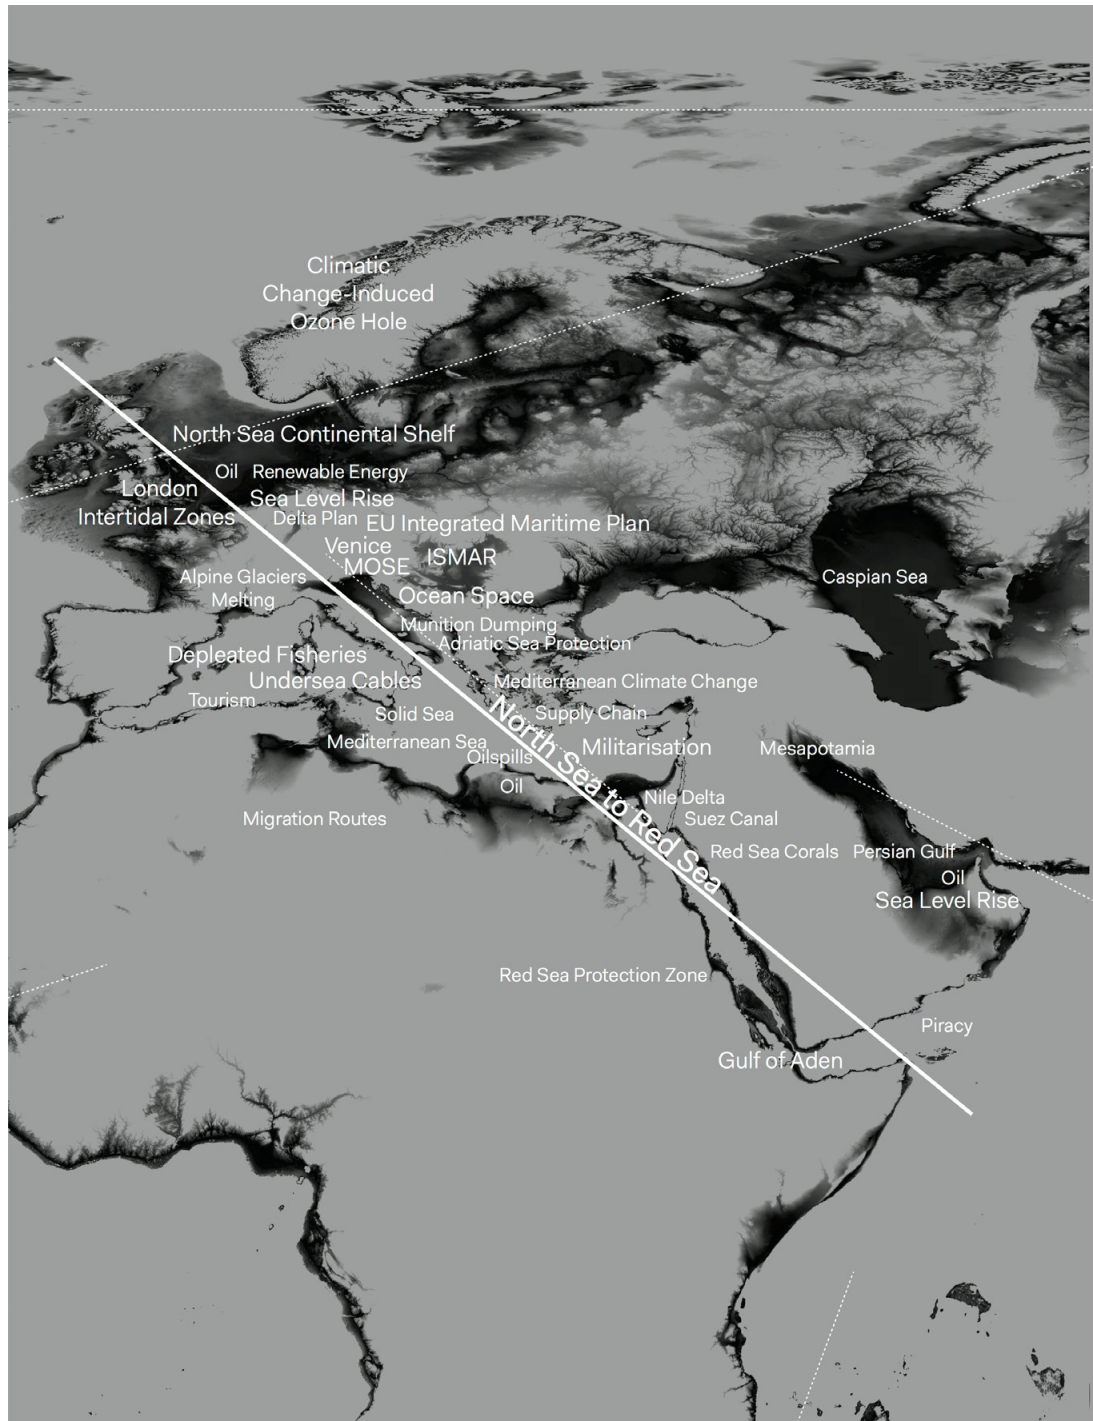 Climatic
Change-Induced
Ozone Hole
North Sea Continental Shelf
Oil
Renewable Energy
London
Intertidal Zones
Sea Level Rise
Delta Plan
EU Integrated Maritime Plan
Venice
MOSE
ISMAR
Alpine Glaciers
Melting
Caspian Sea
Ocean Space
Munition Dumping
Adriatic Sea Protection
Depleated Fisheries
Undersea Cables
Mediterranean Climate Change
Tourism
Solid Sea
Supply Chain
North Sea to Red Sea
Mediterranean Sea
Militarisation
Mesapotamia
Oilspills
Oil
Nile Delta
Migration Routes
Suez Canal
Red Sea Corals
Persian Gulf
Oil
Sea Level Rise
Red Sea Protection Zone
Piracy
Gulf of Aden